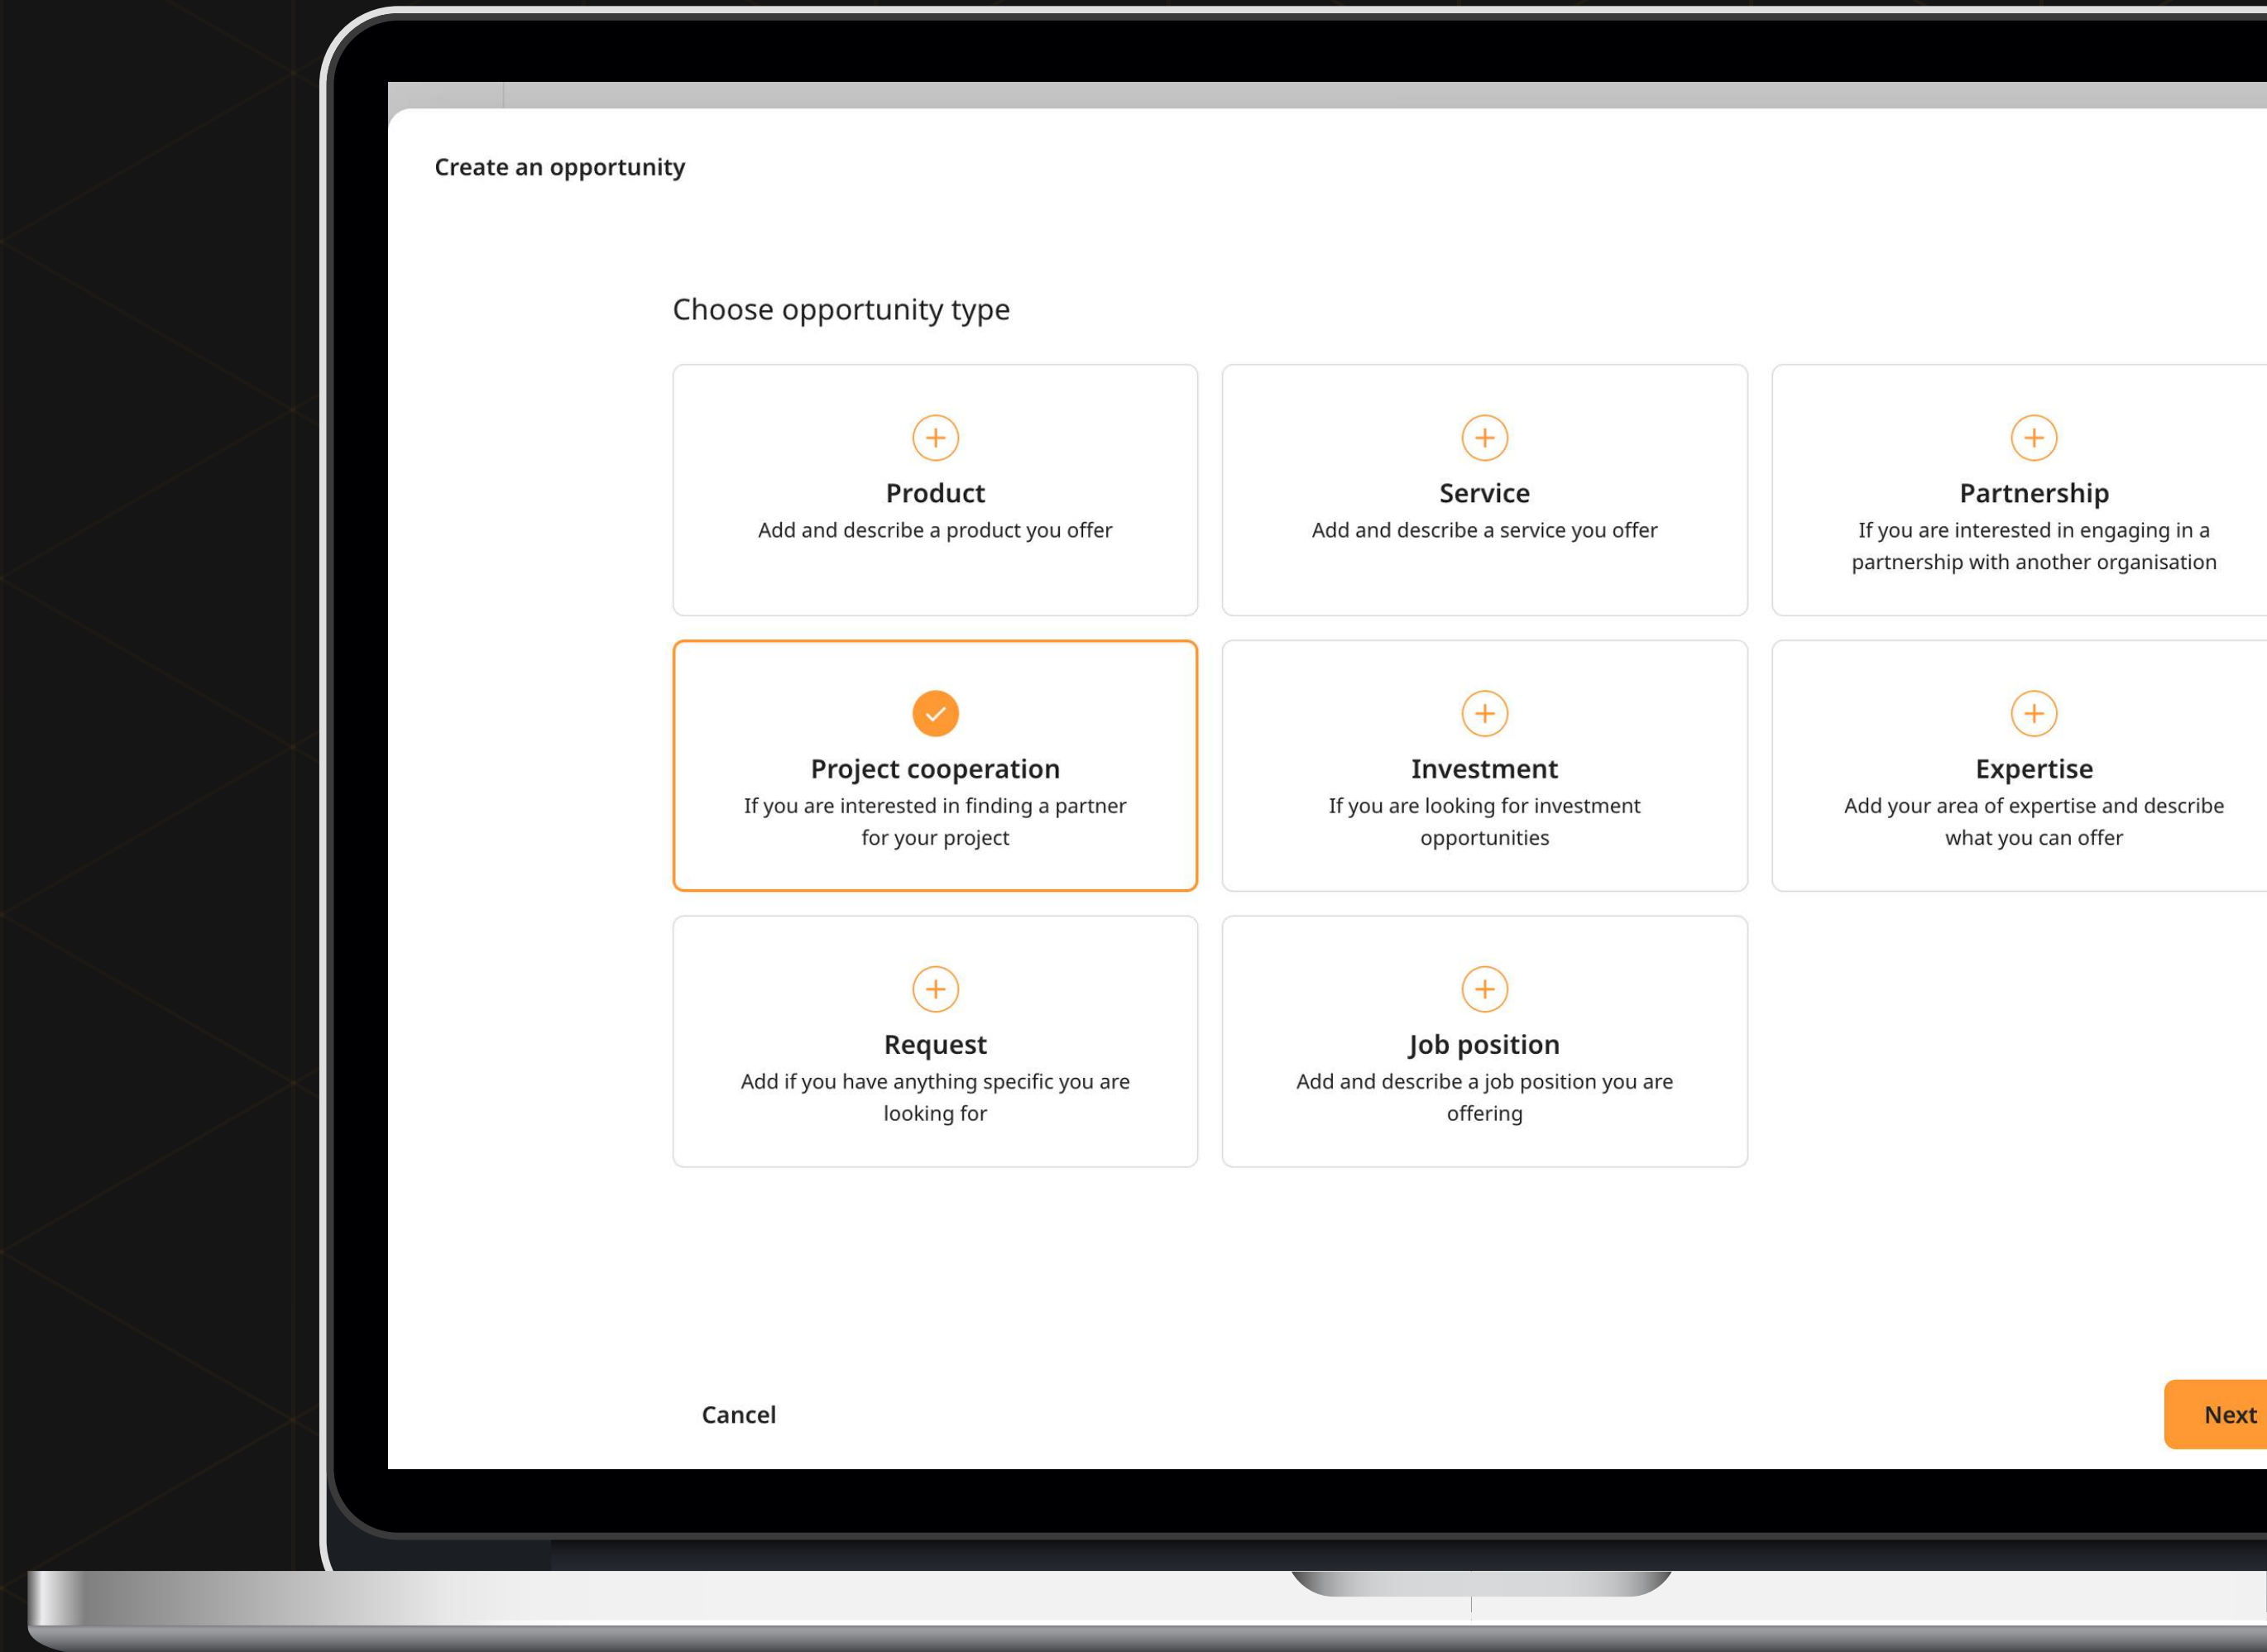 Create an opportunity
Choose opportunity type
Product
Add and describe a product you offer
Service
Add and describe a service you offer
Partnership
If you are interested in engaging in a
partnership with another organisation
Project cooperation
If you are interested in finding a partner
for your project
Investment
If you are looking for investment
opportunities
Expertise
Add your area of expertise and describe
what you can offer
Request
Add if you have anything specific you are
looking for
Job position
Add and describe a job position you are
offering
Cancel
Next